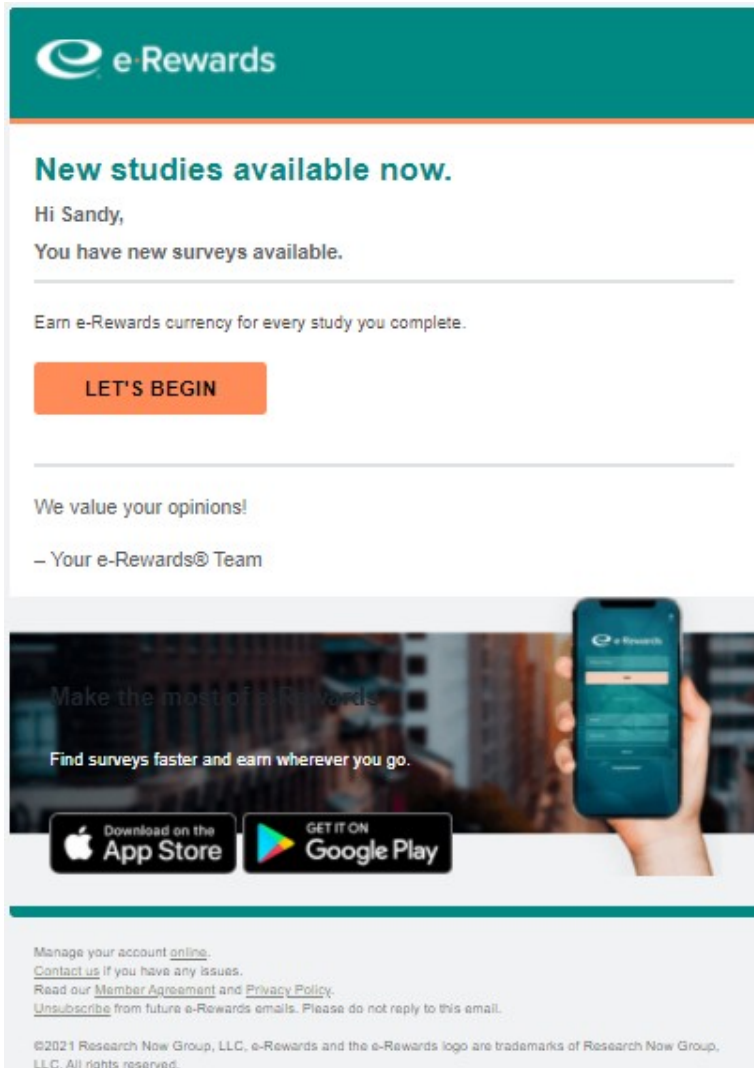 e·Rewards
New studies available now.
Hi Sandy,
You have new surveys available.
Earn e-Rewards currency for every study you complete.
LET'S BEGIN
We value your opinions!
– Your e-Rewards® Team
e·Rewards
Make the most of e-Rewards
Find surveys faster and earn wherever you go.
Download on the
App Store
GET IT ON
Google Play
Manage your account online.
Contact us if you have any issues.
Read our Member Agreement and Privacy Policy.
Unsubscribe from future e-Rewards emails. Please do not reply to this email.
©2021 Research Now Group, LLC, e-Rewards and the e-Rewards logo are trademarks of Research Now Group,
LLC. All rights reserved.